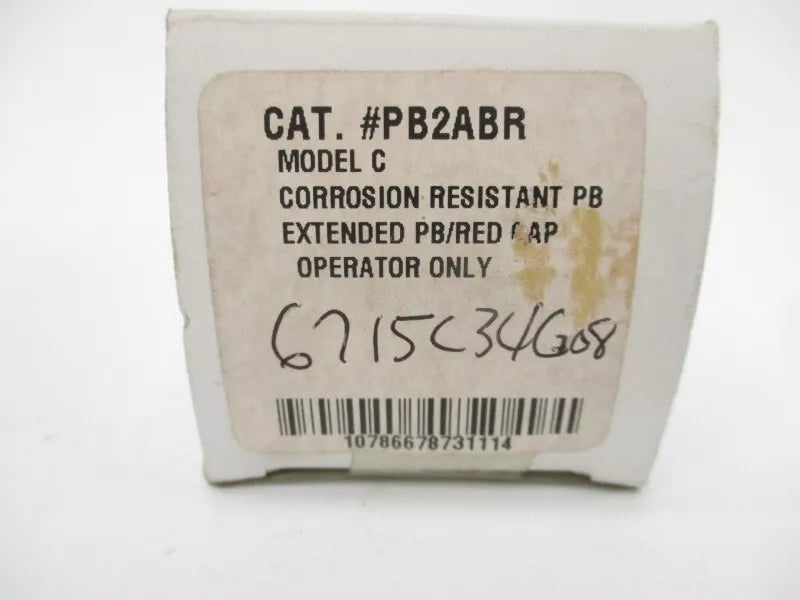 CAT. #PB2ABR
MODEL C
CORROSION RESISTANT PB
EXTENDED PB/RED CAP
OPERATOR ONLY
6715C34G08
10786678731114